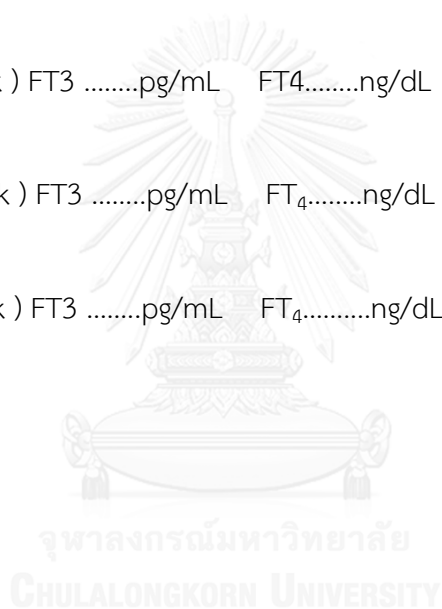 k ) FT3 ........pg/mL FT4........ng/dL
k ) FT3 ........pg/mL FT₄........ng/dL
k ) FT3 ........pg/mL FT₄..........ng/dL
จุฬาลงกรณ์มหาวิทยาลัย
CHULALONGKORN UNIVERSITY